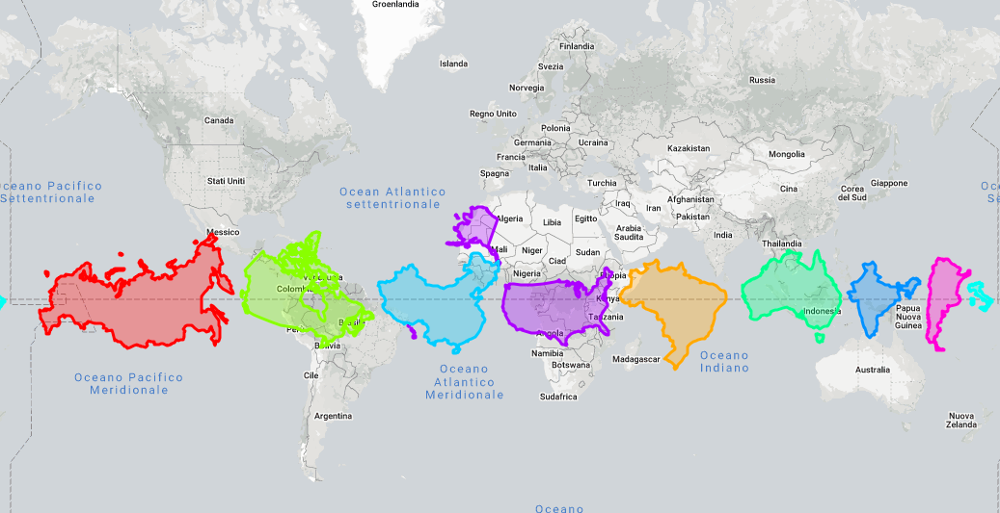 Groenlandia
Islanda
Finlandia
Svezia
Norvegia
Russia
Canada
Regno Unito
Polonia
Germania
Ucraina
Francia
Kazakistan
Mongolia
Italia
Spagna
Stati Uniti
Turchia
Cina
Corea
del Sud
Giappone
ceano Pacifico
Settentrionale
Ocean Atlantico
settentrionale
Iraq
Iran
Afghanistan
Pakistan
Algeria
Libia
Egitto
Arabia
Saudita
India
Messico
Mali
Niger
Sudan
Ciad
Thailandia
Nigeria
Kenya
Tanzania
Indonesia
Papua
Nuova
Guinea
Bolivia
Namibia
Botswana
Madagascar
Oceano
Indiano
Australia
Cile
Oceano Pacifico
Meridionale
Oceano
Atlantico
Meridionale
Sudafrica
Argentina
Nuova
Zelanda
Oceano